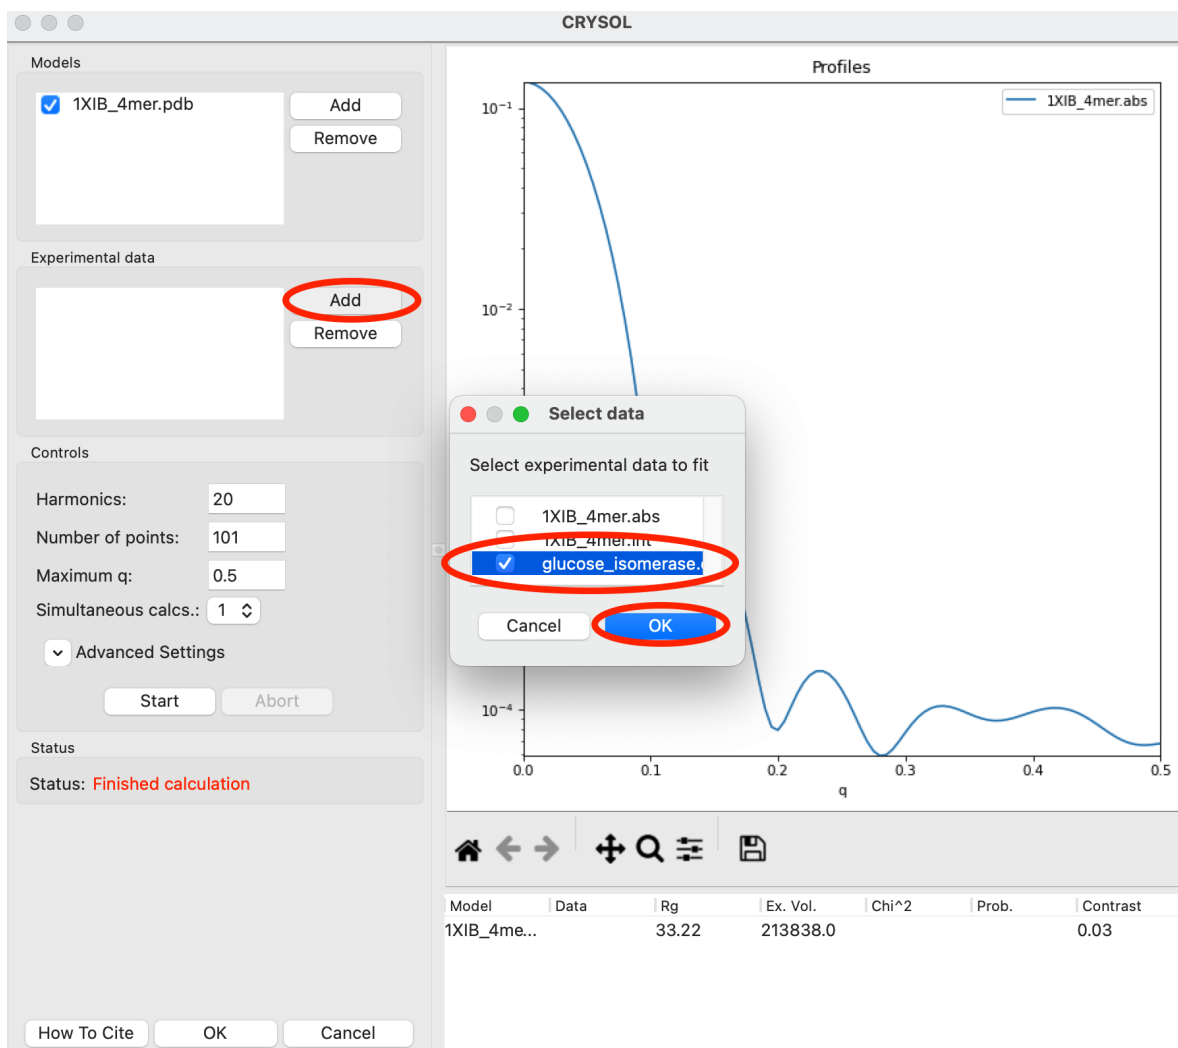 CRYSOL
Models
1XIB_4mer.pdb
Add
Remove
Experimental data
Add
Remove
Controls
Harmonics: 20
Number of points: 101
Maximum q: 0.5
Simultaneous calcs.: 1
Advanced Settings
Start Abort
Status
Status: Finished calculation
How To Cite OK Cancel
Profiles
1XIB_4mer.abs
10⁻¹
10⁻²
10⁻⁴
0.0 0.1 0.2 0.3 0.4 0.5
q
Select data
Select experimental data to fit
1XIB_4mer.abs
1XIB_4mer.int
glucose_isomerase.
Cancel OK
Model Data Rg Ex. Vol. Chi^2 Prob. Contrast
1XIB_4me... 33.22 213838.0 0.03